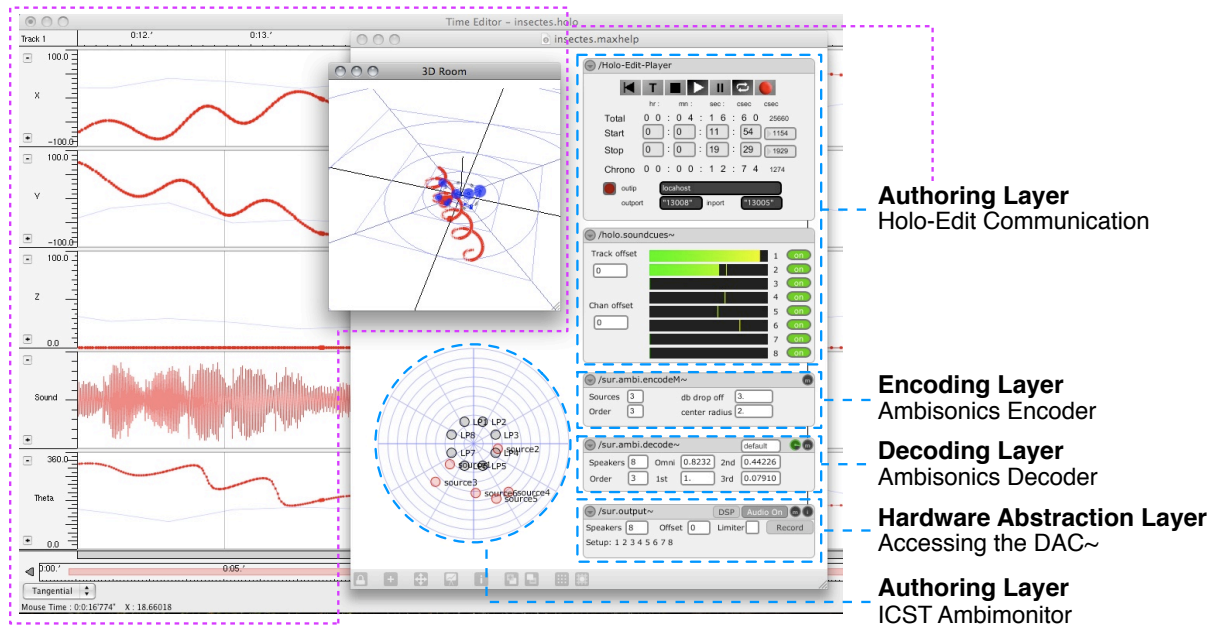 Time Editor – insectes.holo
Track 1
0:12.′
0:13.′
100.0
X
-100.0
100.0
Y
-100.0
100.0
Z
0.0
Sound
360.0
Theta
0.0
0:00.′
0:05.′
Tangential
Mouse Time : 0:0:16'774" X : 18.66018
3D Room
insectes.maxhelp
/Holo-Edit-Player
T
hr : mn : sec : csec csec
Total 0 0 : 0 4 : 1 6 : 6 0 25660
Start 0 : 0 : 11 : 54 1154
Stop 0 : 0 : 19 : 29 1929
Chrono 0 0 : 0 0 : 1 2 : 7 4 1274
outip locahost
outport "13008" inport "13005"
/holo.soundcues~
Track offset
0
Chan offset
0
1 on
2 on
3 on
4 on
5 on
6 on
7 on
8 on
/sur.ambi.encodeM~ m
Sources 3 db drop off 3.
Order 3 center radius 2.
/sur.ambi.decode~ default m
Speakers 8 Omni 0.8232 2nd 0.44226
Order 3 1st 1. 3rd 0.07910
/sur.output~ DSP Audio On m i
Speakers 8 Offset 0 Limiter Record
Setup: 1 2 3 4 5 6 7 8
LP1 LP2
LP8 LP3
LP7 LP4 source2
source1 LP6 LP5
source3
source6 source4
source5
Authoring Layer
Holo-Edit Communication
Encoding Layer
Ambisonics Encoder
Decoding Layer
Ambisonics Decoder
Hardware Abstraction Layer
Accessing the DAC~
Authoring Layer
ICST Ambimonitor